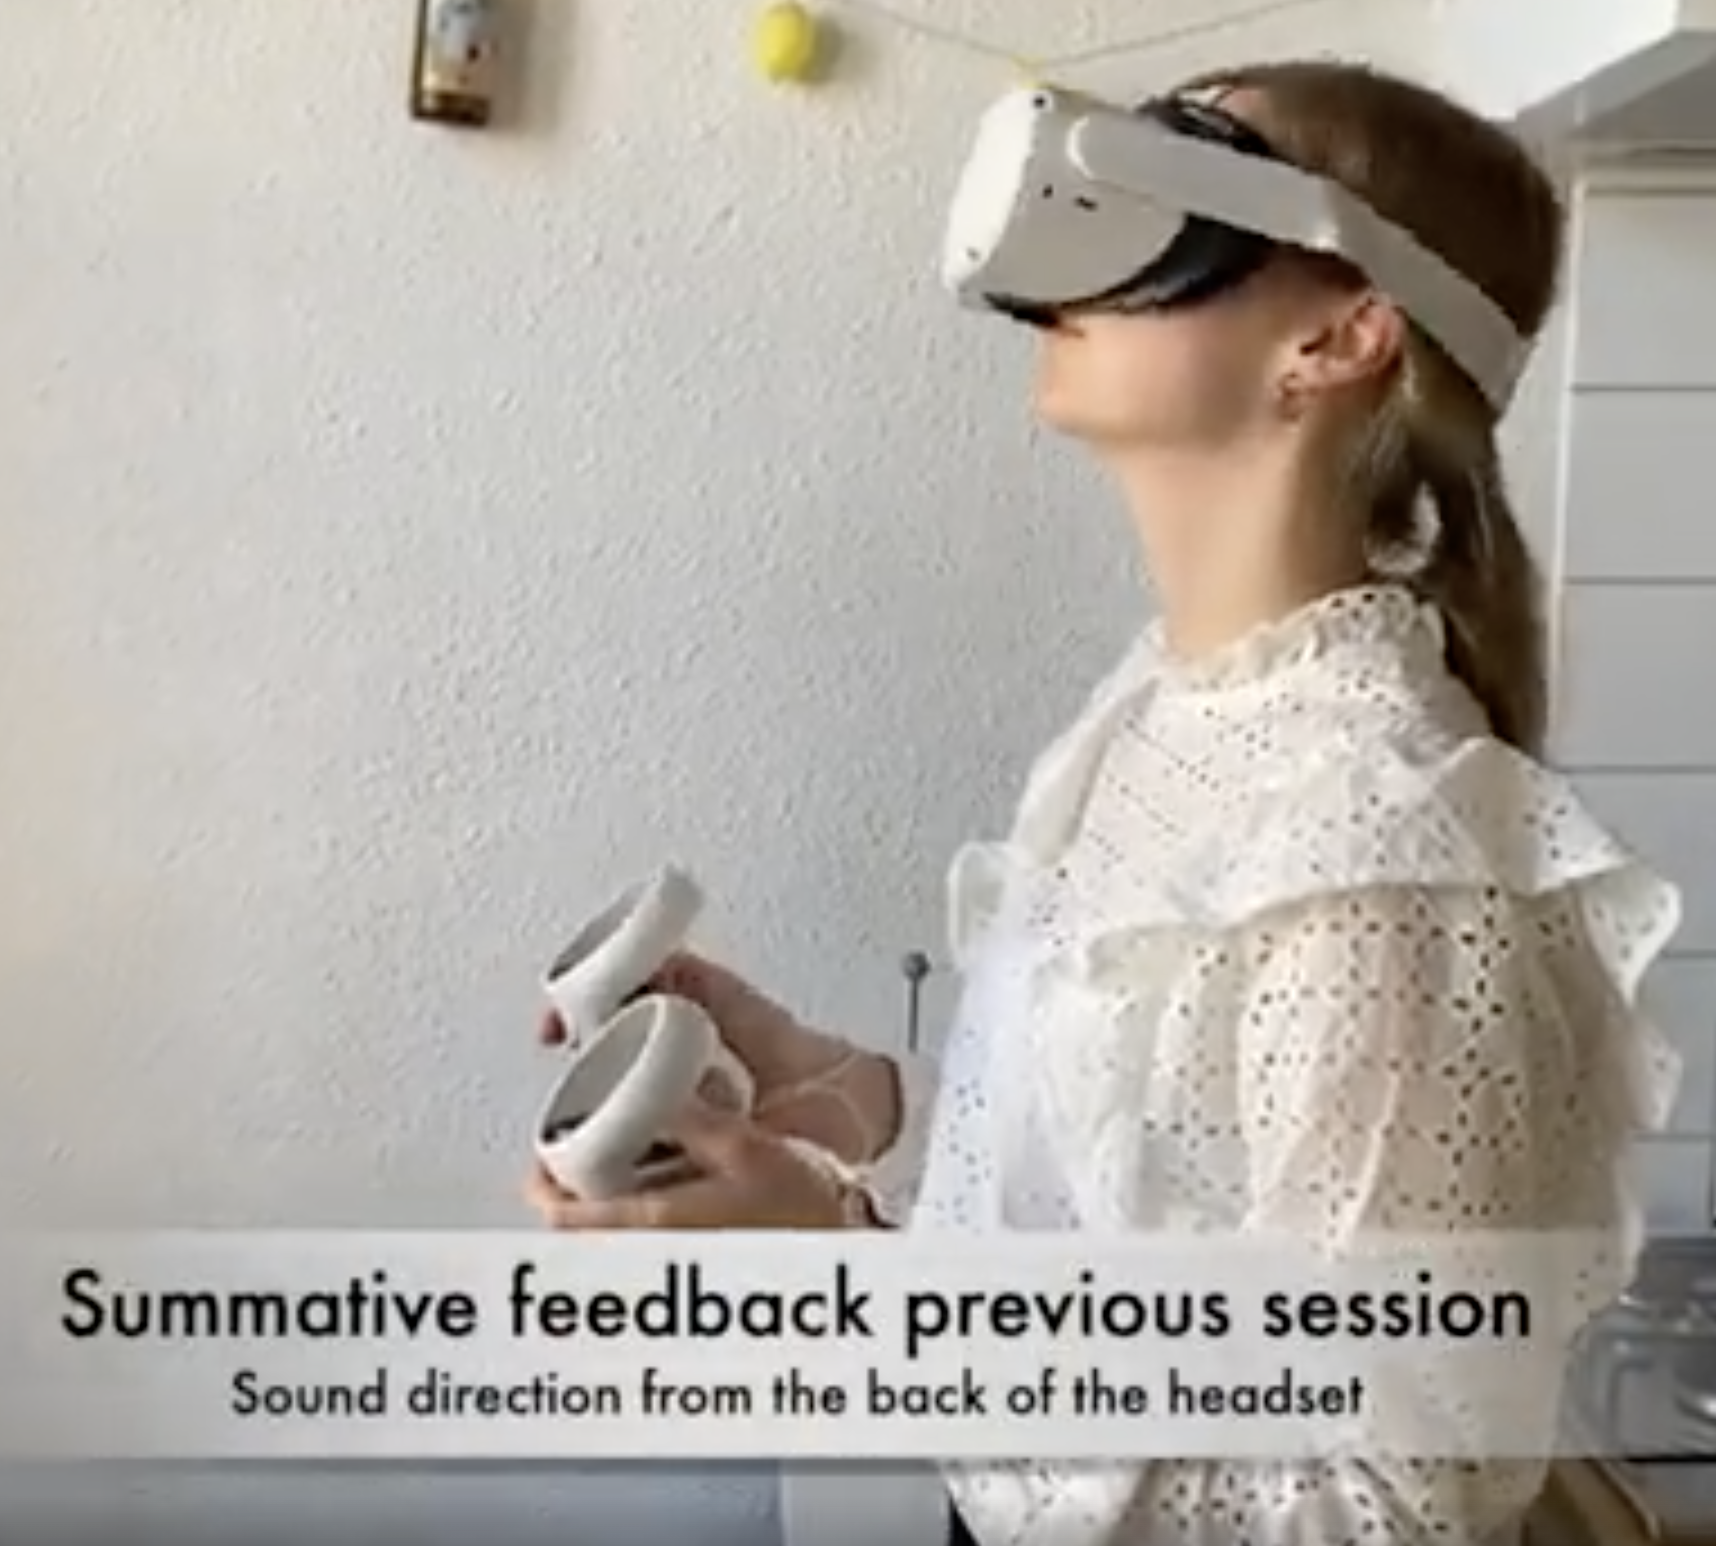 Summative feedback previous session
Sound direction from the back of the headset